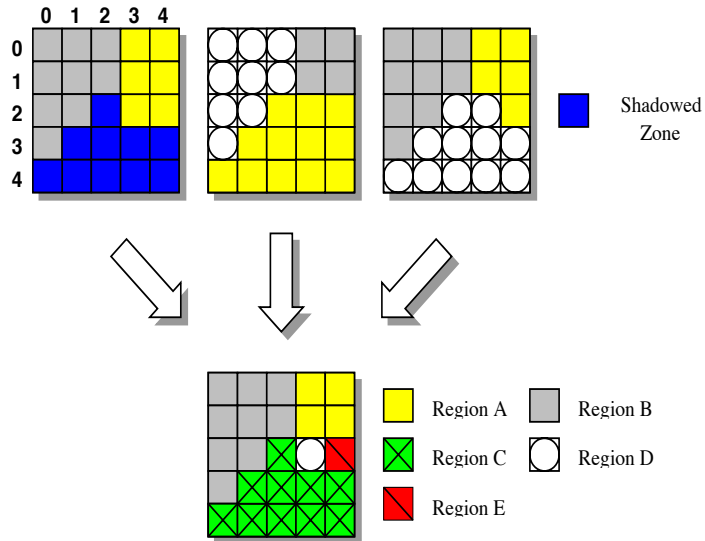 0 1 2 3 4
0
1
2
3
4
Shadowed
Zone
Region A
Region B
Region C
Region D
Region E